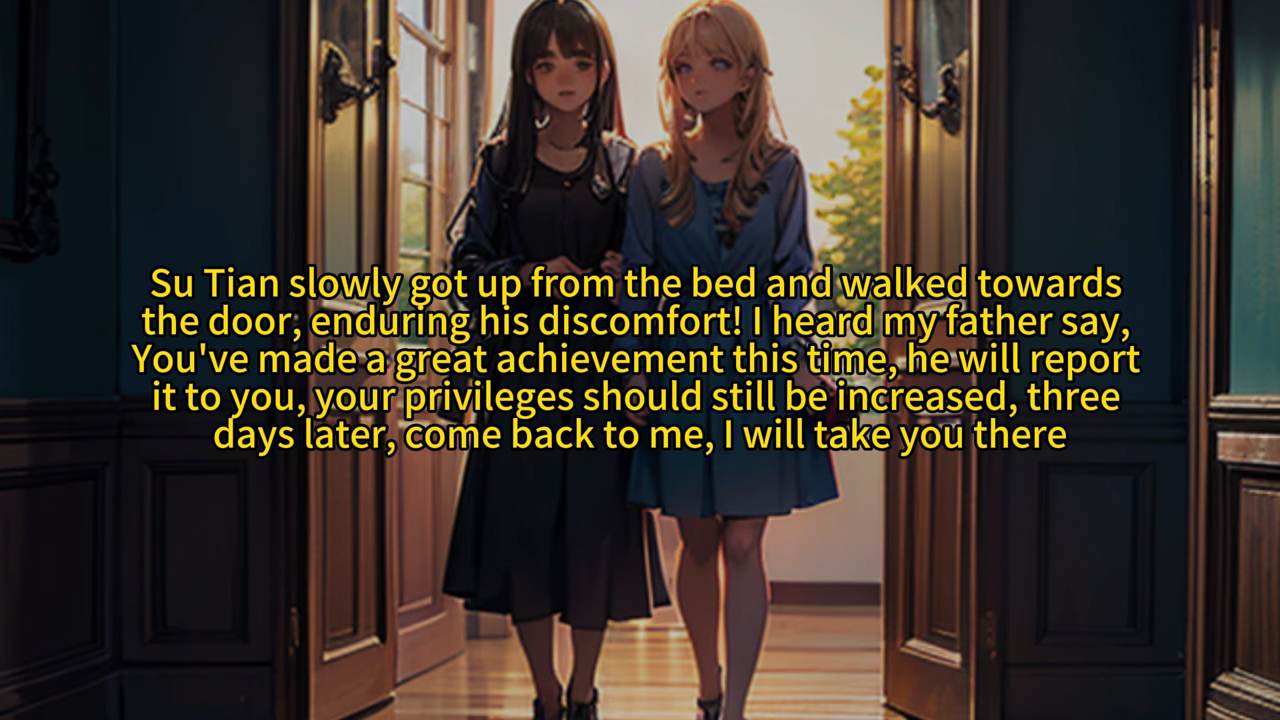 Su Tian slowly got up from the bed and walked towards
the door, enduring his discomfort! I heard my father say,
You've made a great achievement this time, he will report
it to you, your privileges should still be increased, three
days later, come back to me, I will take you there